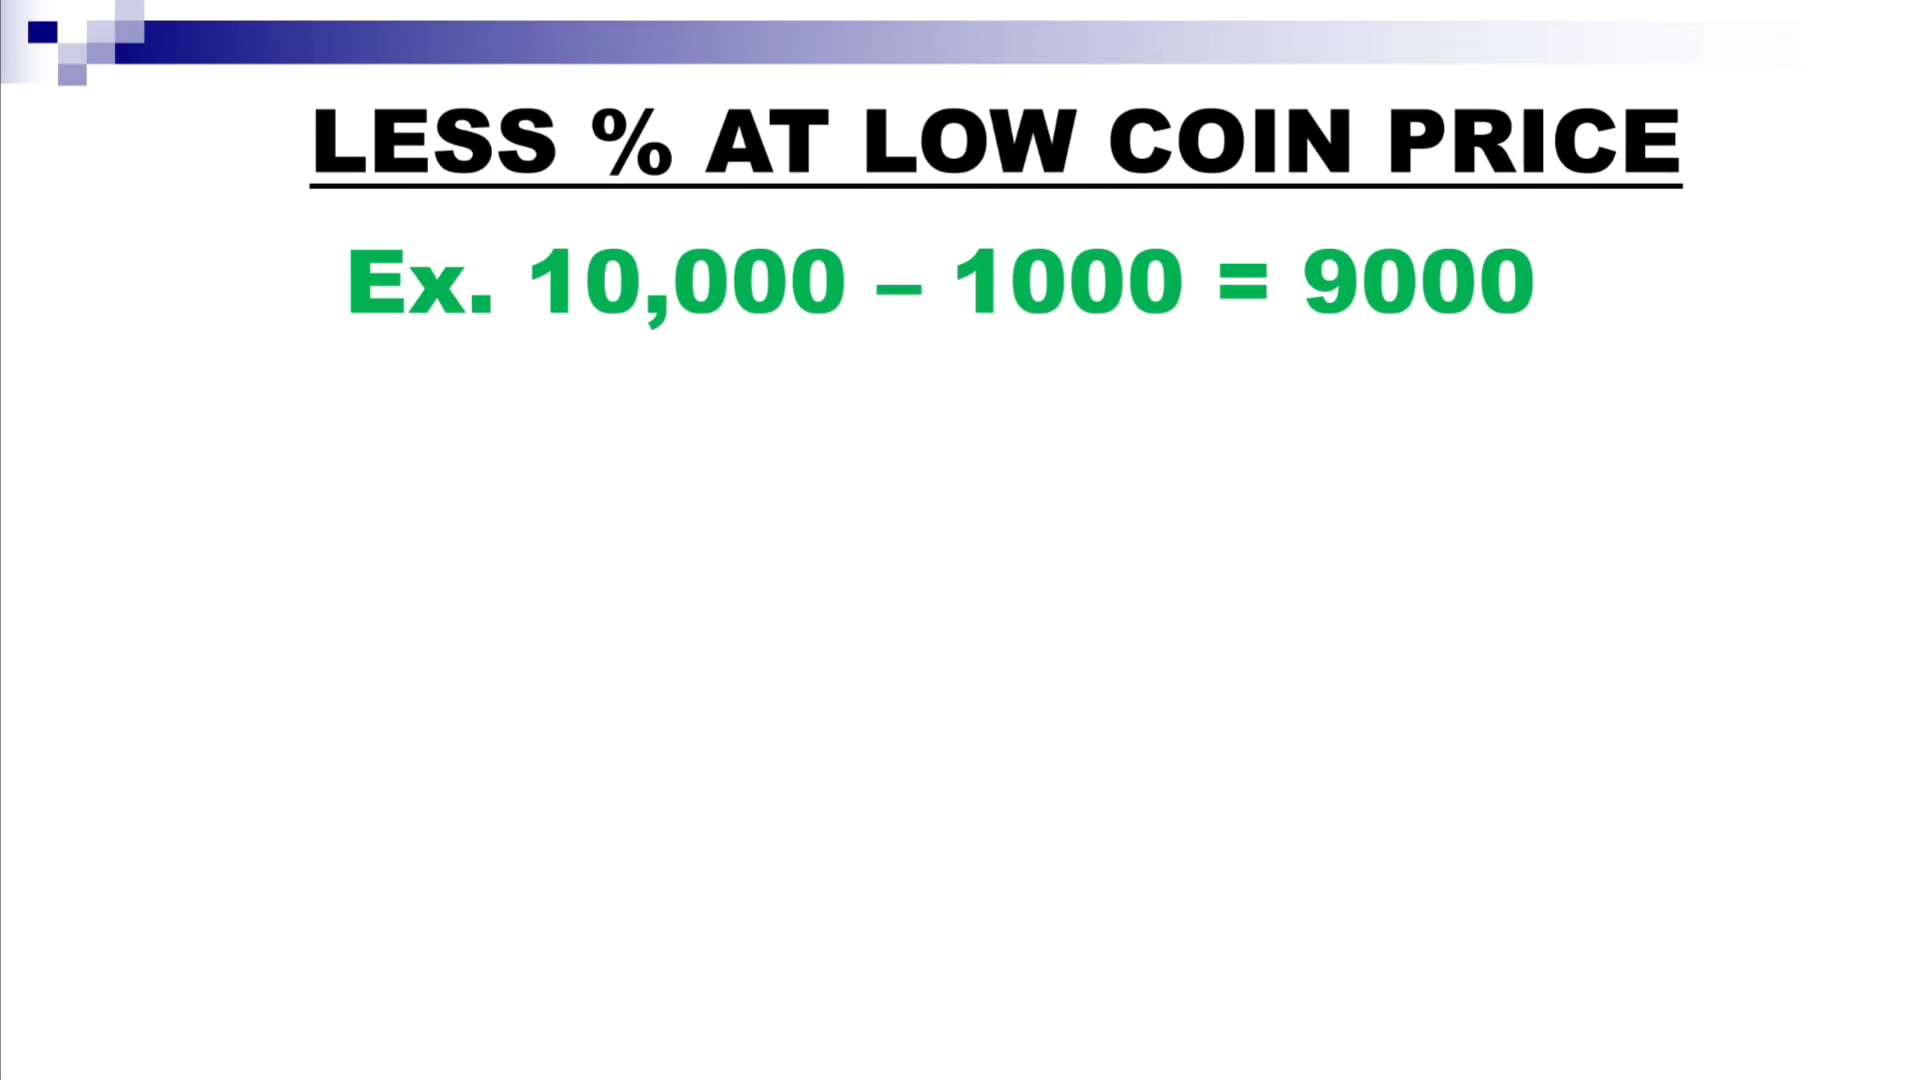 LESS % AT LOW COIN PRICE
Ex. 10,000 – 1000 = 9000